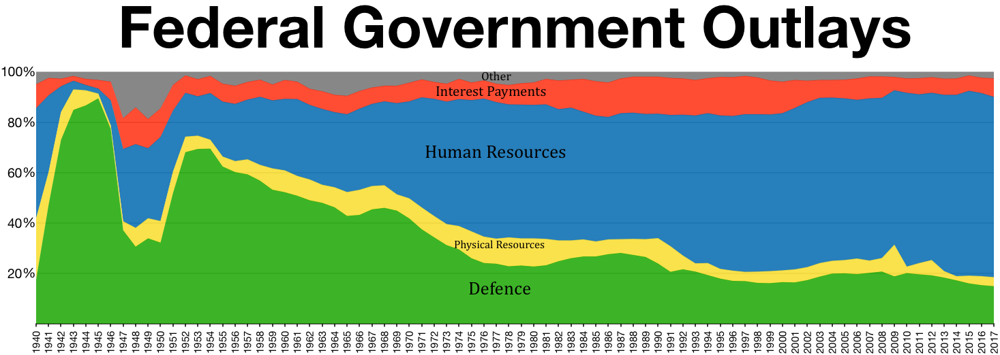 Federal Government Outlays
100%
Other
Interest Payments
80%
Human Resources
60%
40%
Physical Resources
20%
Defence
1940 1941 1942 1943 1944 1945 1946 1947 1948 1949 1950 1951 1952 1953 1954 1955 1956 1957 1958 1959 1960 1961 1962 1963 1964 1965 1966 1967 1968 1969 1970 1971 1972 1973 1974 1975 1976 1977 1978 1979 1980 1981 1982 1983 1984 1985 1986 1987 1988 1989 1990 1991 1992 1993 1994 1995 1996 1997 1998 1999 2000 2001 2002 2003 2004 2005 2006 2007 2008 2009 2010 2011 2012 2013 2014 2015 2016 2017